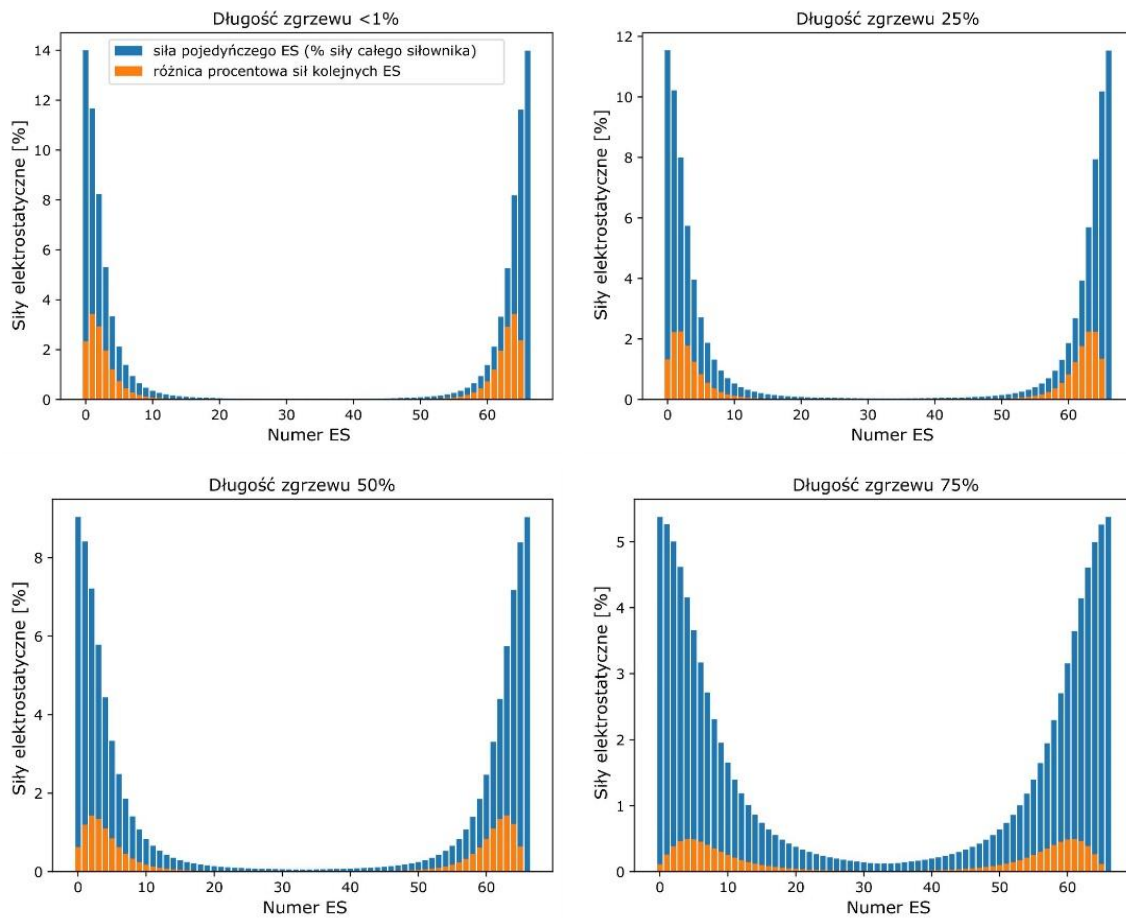 Długość zgrzewu <1%
siła pojedyńczego ES (% siły całego siłownika)
różnica procentowa sił kolejnych ES
Siły elektrostatyczne [%]
14
12
10
8
6
4
2
0
0 10 20 30 40 50 60
Numer ES
Długość zgrzewu 25%
Siły elektrostatyczne [%]
12
10
8
6
4
2
0
0 10 20 30 40 50 60
Numer ES
Długość zgrzewu 50%
Siły elektrostatyczne [%]
8
6
4
2
0
0 10 20 30 40 50 60
Numer ES
Długość zgrzewu 75%
Siły elektrostatyczne [%]
5
4
3
2
1
0
0 10 20 30 40 50 60
Numer ES